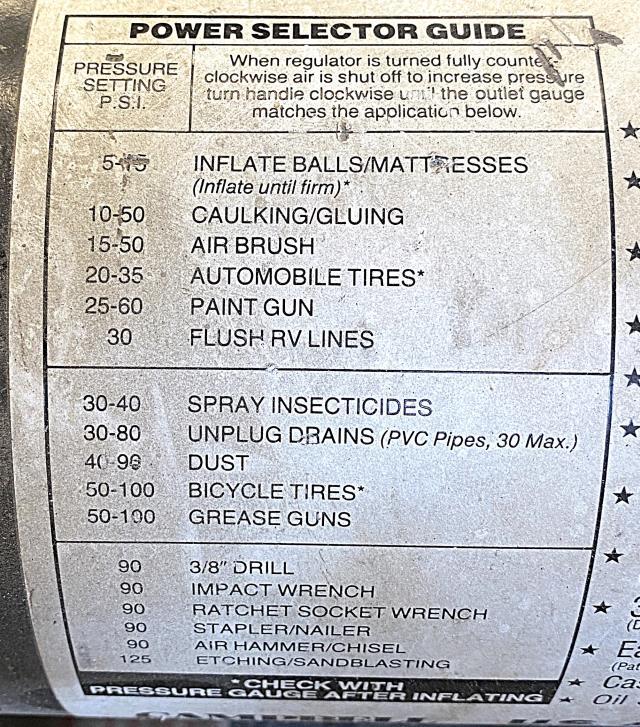 POWER SELECTOR GUIDE
PRESSURE SETTING P.S.I.
When regulator is turned fully counter-
clockwise air is shut off to increase pressure
turn handle clockwise until the outlet gauge
matches the application below.
5-15 INFLATE BALLS/MATTRESSES
(Inflate until firm)*
10-50 CAULKING/GLUING
15-50 AIR BRUSH
20-35 AUTOMOBILE TIRES*
25-60 PAINT GUN
30 FLUSH RV LINES
30-40 SPRAY INSECTICIDES
30-80 UNPLUG DRAINS (PVC Pipes, 30 Max.)
40-90 DUST
50-100 BICYCLE TIRES*
50-100 GREASE GUNS
90 3/8" DRILL
90 IMPACT WRENCH
90 RATCHET SOCKET WRENCH
90 STAPLER/NAILER
90 AIR HAMMER/CHISEL
125 ETCHING/SANDBLASTING
*CHECK WITH
PRESSURE GAUGE AFTER INFLATING
Oil